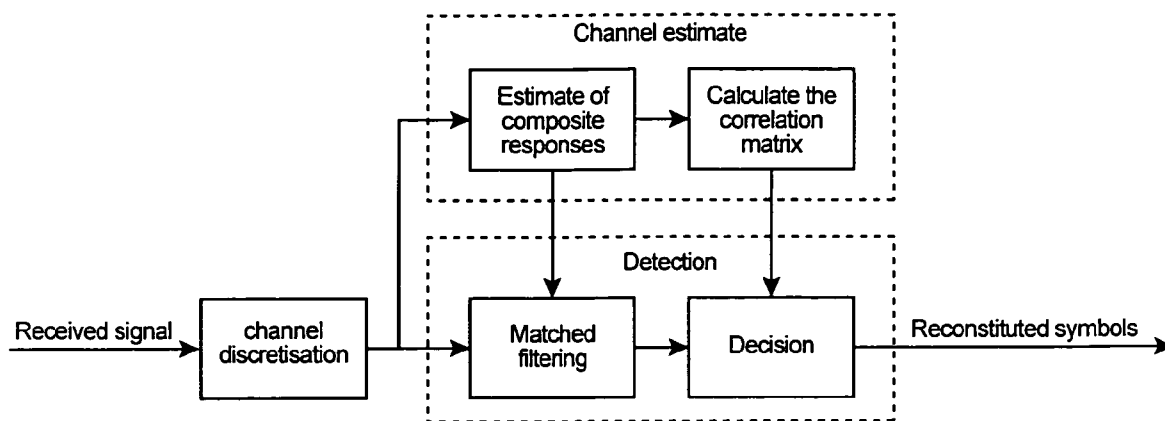 Channel estimate
Estimate of
composite
responses
Calculate the
correlation
matrix
Detection
Received signal
channel
discretisation
Matched
filtering
Decision
Reconstituted symbols